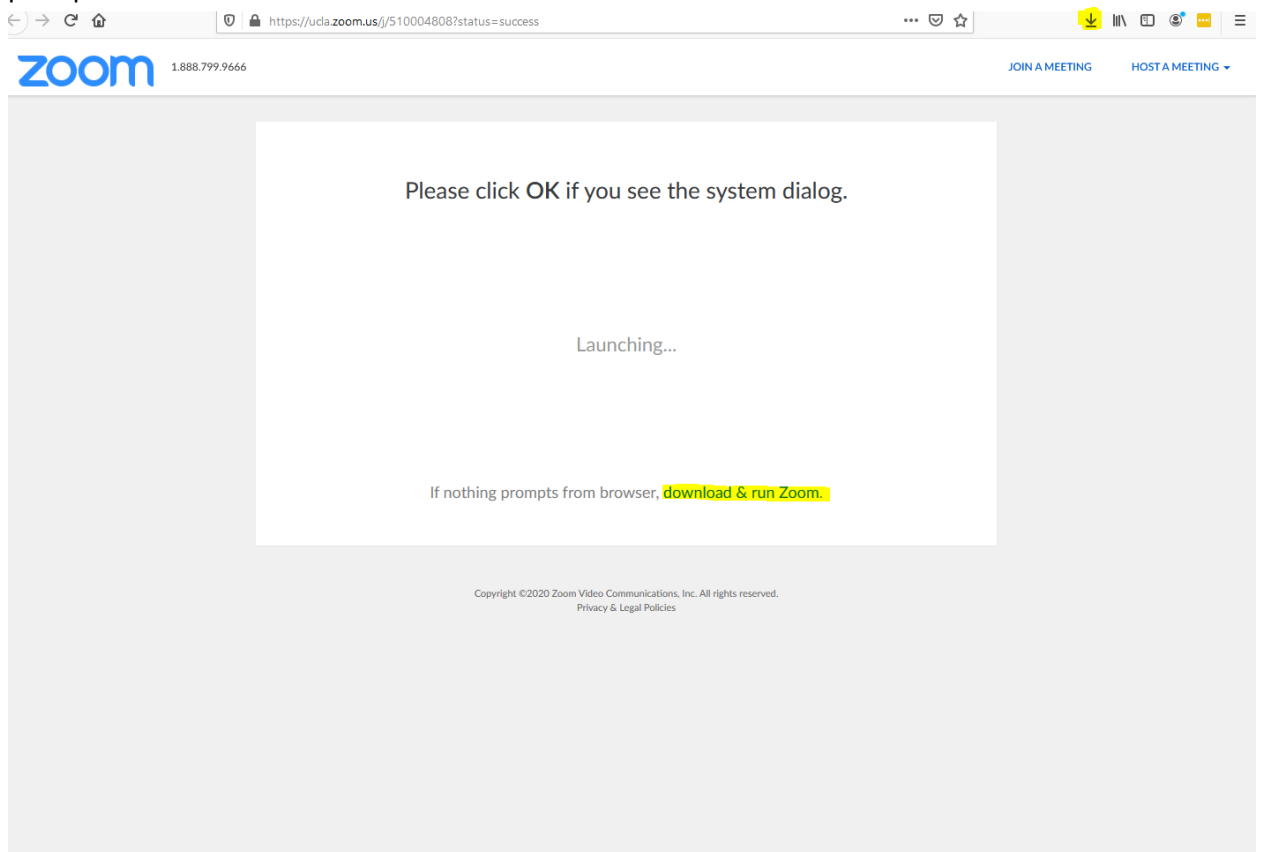 https://ucla.zoom.us/j/510004808?status=success
zoom 1.888.799.9666 JOIN A MEETING HOST A MEETING
Please click OK if you see the system dialog.
Launching...
If nothing prompts from browser, download & run Zoom.
Copyright ©2020 Zoom Video Communications, Inc. All rights reserved.
Privacy & Legal Policies